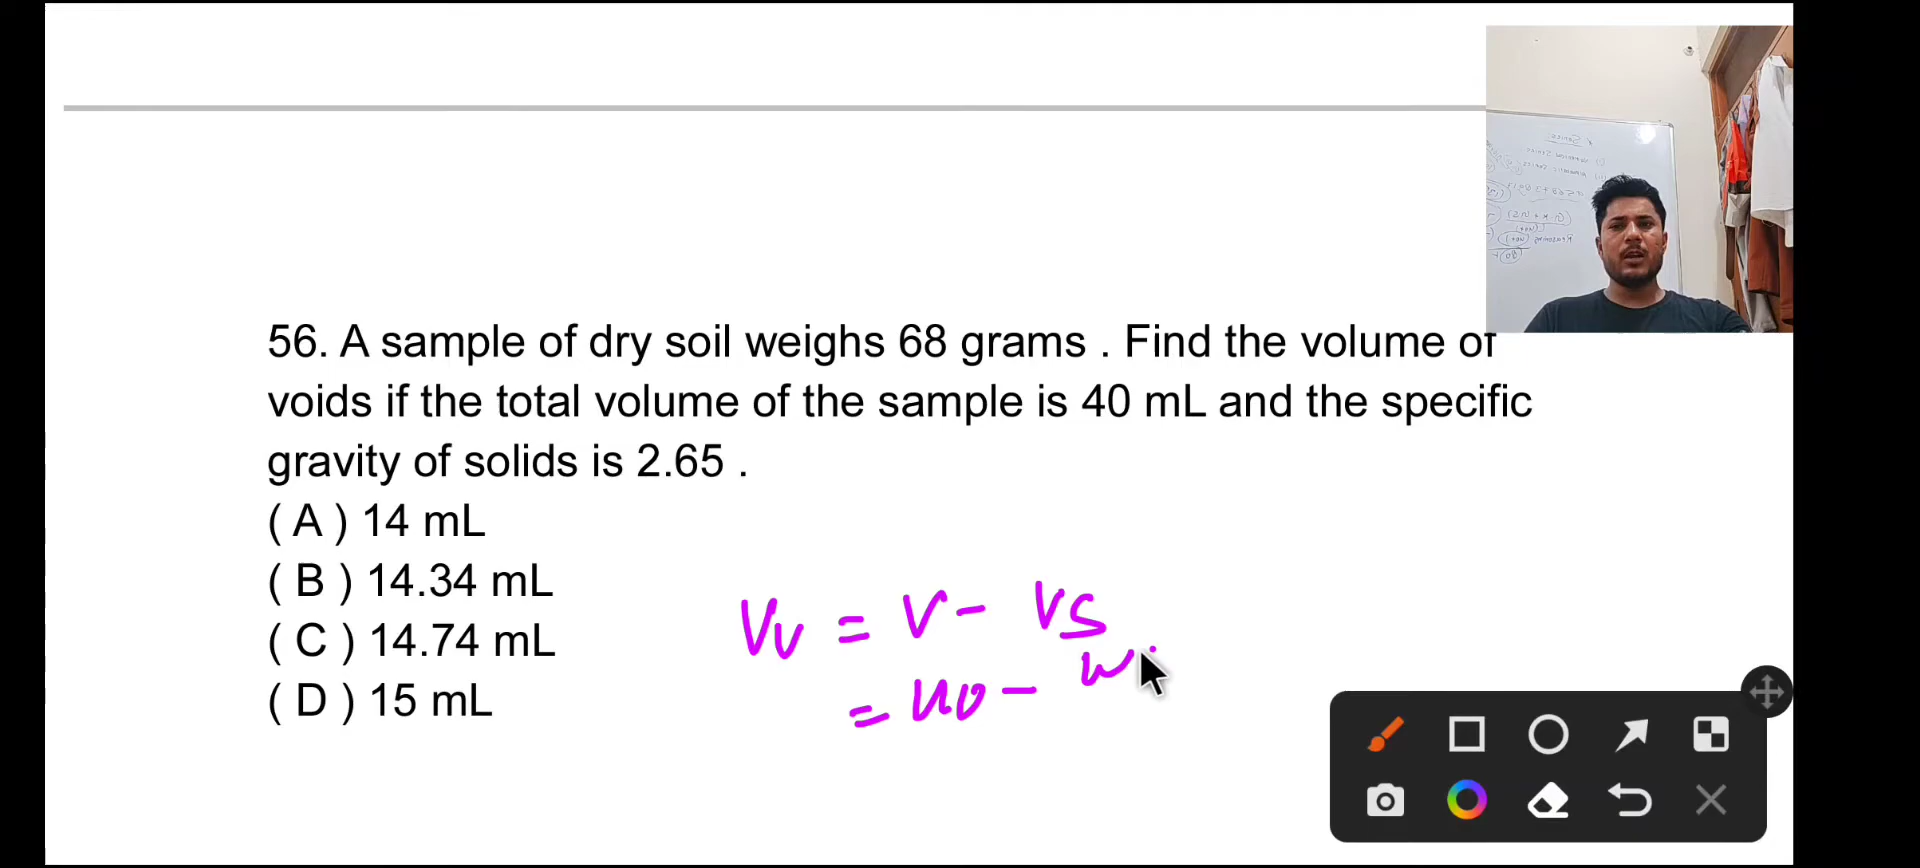 56. A sample of dry soil weighs 68 grams . Find the volume of
voids if the total volume of the sample is 40 mL and the specific
gravity of solids is 2.65 .
( A ) 14 mL
( B ) 14.34 mL
( C ) 14.74 mL
( D ) 15 mL
Vv = V - Vs
= 40 - W